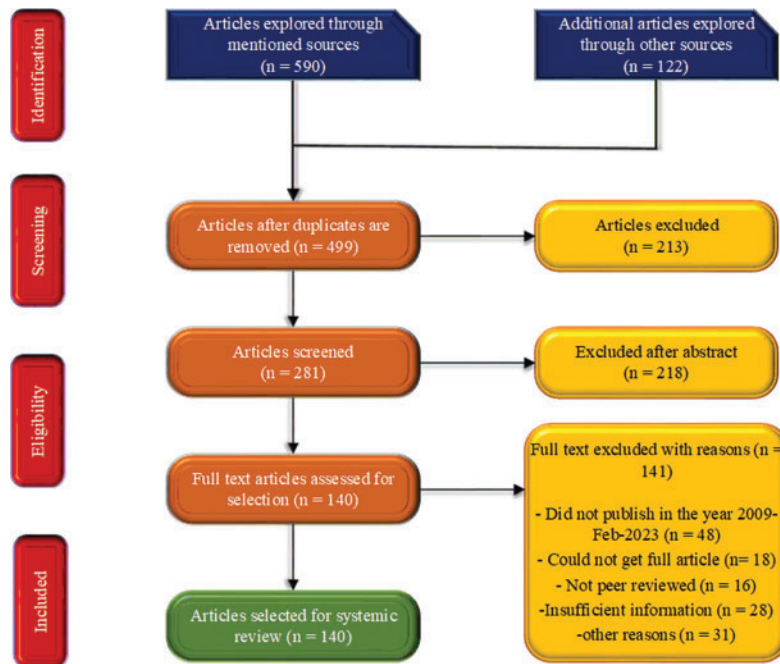 Identification
Articles explored through
mentioned sources
(n = 590)
Additional articles explored
through other sources
(n = 122)
Screening
Articles after duplicates are
removed (n = 499)
Articles excluded
(n = 213)
Eligibility
Articles screened
(n = 281)
Excluded after abstract
(n = 218)
Full text articles assessed for
selection (n = 140)
Full text excluded with reasons (n =
141)
- Did not publish in the year 2009-
Feb-2023 (n = 48)
- Could not get full article (n= 18)
- Not peer reviewed (n = 16)
-Insufficient information (n = 28)
-other reasons (n = 31)
Included
Articles selected for systemic
review (n = 140)